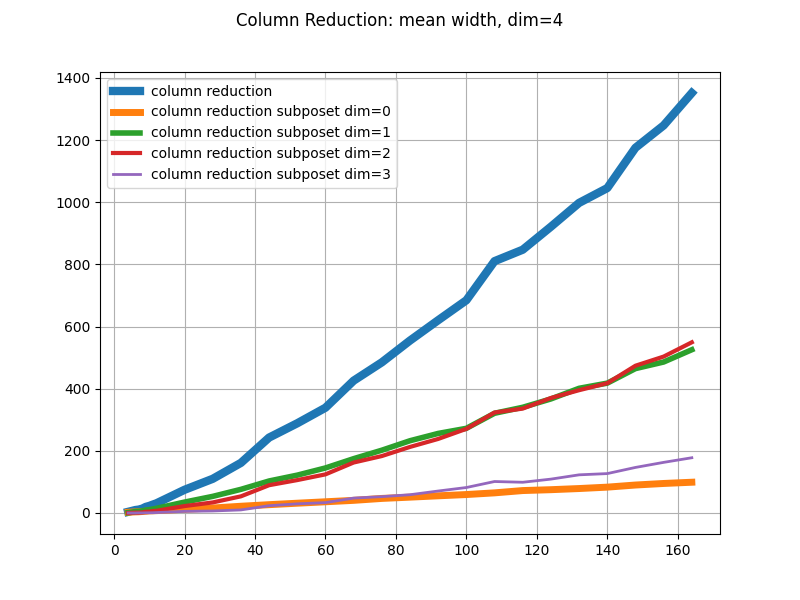 Column Reduction: mean width, dim=4
1400
1200
1000
800
600
400
200
0
column reduction
column reduction subposet dim=0
column reduction subposet dim=1
column reduction subposet dim=2
column reduction subposet dim=3
0 20 40 60 80 100 120 140 160